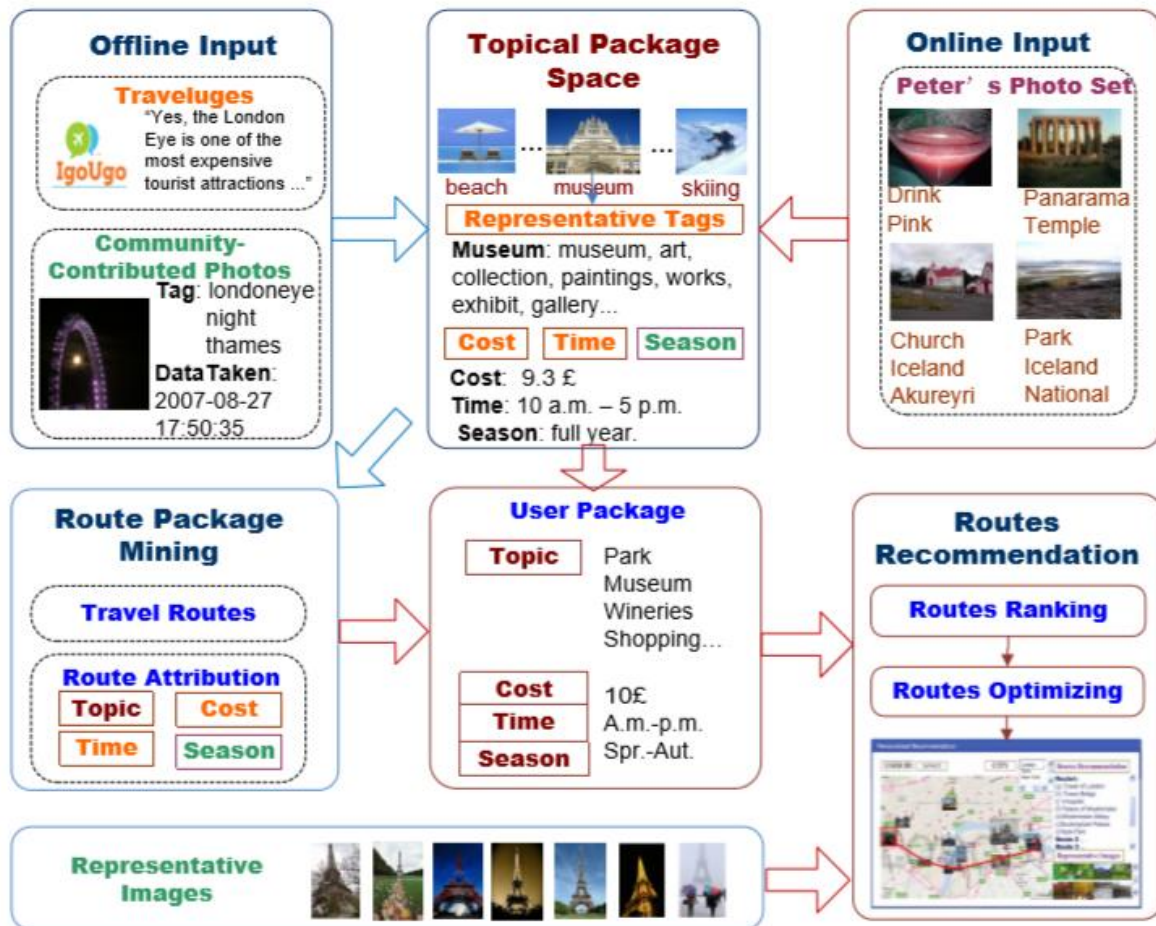 Offline Input
Traveluges
IgoUgo
"Yes, the London
Eye is one of the
most expensive
tourist attractions ..."
Community-
Contributed Photos
Tag: londoneye
night
thames
DataTaken:
2007-08-27
17:50:35
Topical Package
Space
... ...
beach museum skiing
Representative Tags
Museum: museum, art,
collection, paintings, works,
exhibit, gallery...
Cost Time Season
Cost: 9.3 £
Time: 10 a.m. – 5 p.m.
Season: full year.
Online Input
Peter's Photo Set
Drink
Pink
Panarama
Temple
Church
Iceland
Akureyri
Park
Iceland
National
Route Package
Mining
Travel Routes
Route Attribution
Topic Cost
Time Season
User Package
Topic
Park
Museum
Wineries
Shopping...
Cost
Time
Season
10£
A.m.-p.m.
Spr.-Aut.
Routes
Recommendation
Routes Ranking
Routes Optimizing
Representative
Images